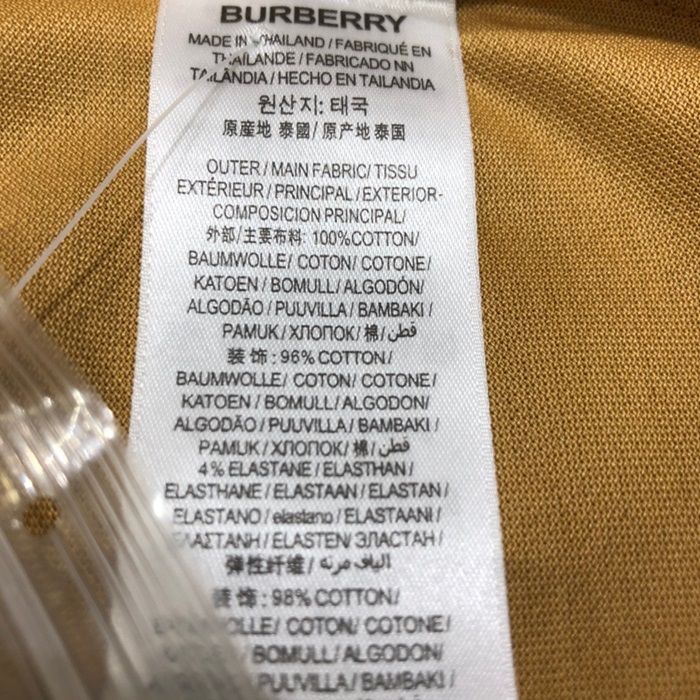 BURBERRY
MADE IN THAILAND / FABRIQUÉ EN
THAÏLANDE / FABRICADO NN
TAILÂNDIA / HECHO EN TAILANDIA
원산지: 태국
原産地 泰國 / 原产地 泰国
OUTER / MAIN FABRIC/ TISSU
EXTÉRIEUR / PRINCIPAL / EXTERIOR-
COMPOSICION PRINCIPAL/
外部/主要布料: 100%COTTON/
BAUMWOLLE/ COTON/ COTONE/
KATOEN / BOMULL/ ALGODÓN/
ALGODÃO / PUUVILLA / BAMBAKI /
PAMUK / ХЛОПОК/ 棉/ قطن
装 饰 : 96% COTTON/
BAUMWOLLE/ COTON/ COTONE/
KATOEN / BOMULL/ ALGODON/
ALGODÃO / PUUVILLA / BAMBAKI /
PAMUK / ХЛОПОК/ 棉/ قطن
4% ELASTANE / ELASTHAN /
ELASTHANE / ELASTAAN / ELASTAN /
ELASTANO / elastano / ELASTAANI /
ΕΛΑΣΤΑΝΗ / ELASTEN/ ЭЛАСТАН /
弹性纤维 / الياف مرنه
装 饰 : 98% COTTON/
COTON/ COTONE/
BOMULL/ ALGODON/
PUUVILLA / BAMBAKI /